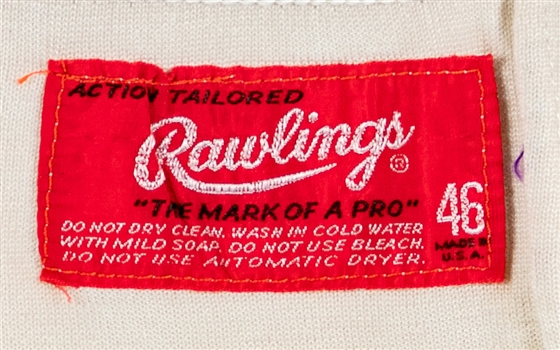 ACTION TAILORED
Rawlings®
"THE MARK OF A PRO"
46
DO NOT DRY CLEAN. WASH IN COLD WATER
WITH MILD SOAP. DO NOT USE BLEACH.
DO NOT USE AUTOMATIC DRYER.
MADE IN
U.S.A.